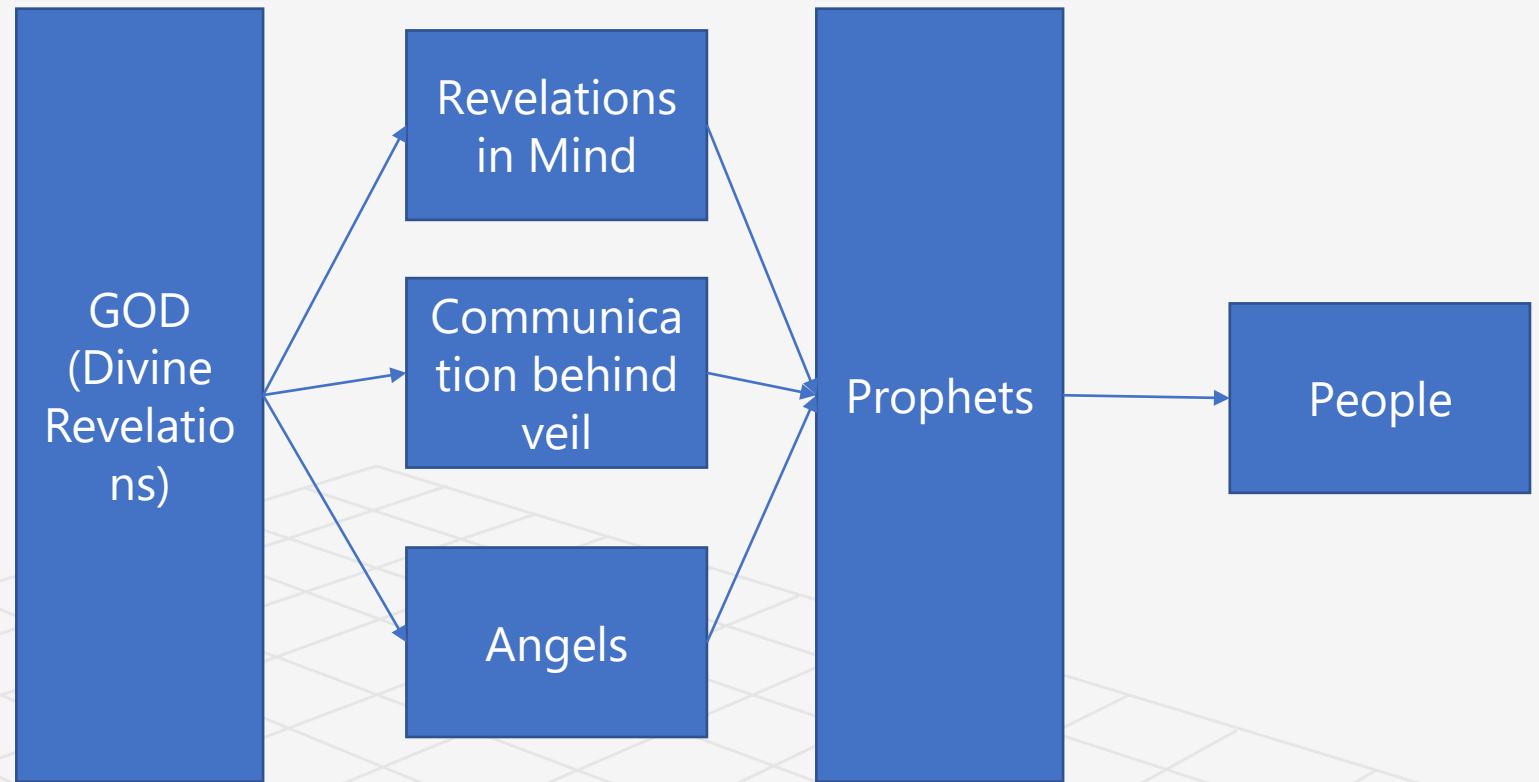 GOD
(Divine
Revelatio
ns)
Revelations
in Mind
Communica
tion behind
veil
Angels
Prophets
People